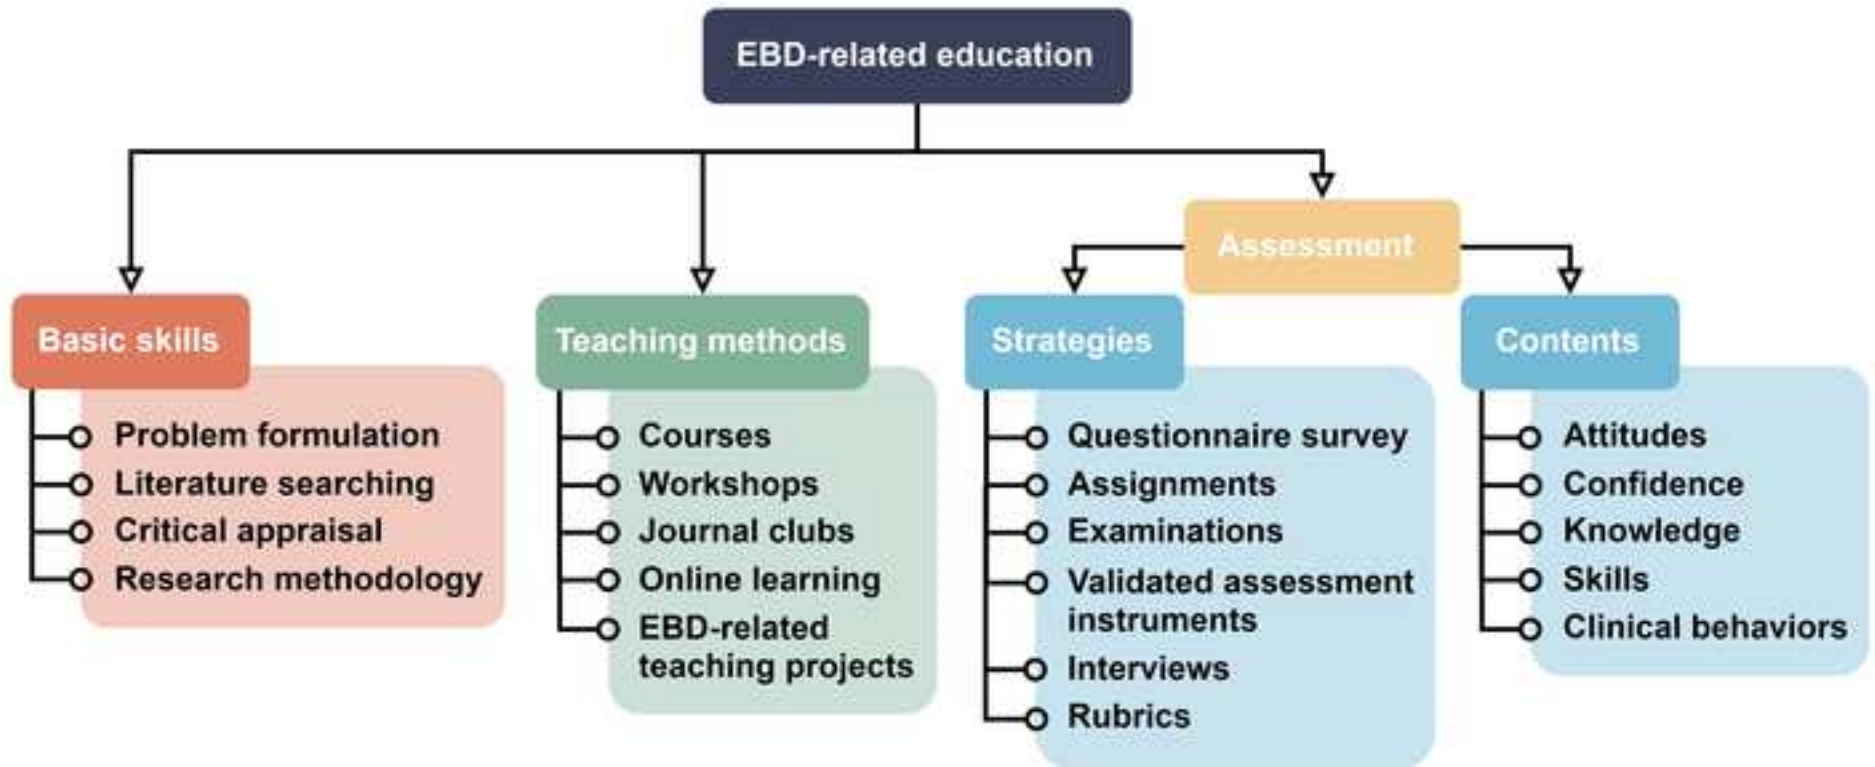 EBD-related education
Assessment
Basic skills
Problem formulation
Literature searching
Critical appraisal
Research methodology
Teaching methods
Courses
Workshops
Journal clubs
Online learning
EBD-related
teaching projects
Strategies
Questionnaire survey
Assignments
Examinations
Validated assessment
instruments
Interviews
Rubrics
Contents
Attitudes
Confidence
Knowledge
Skills
Clinical behaviors